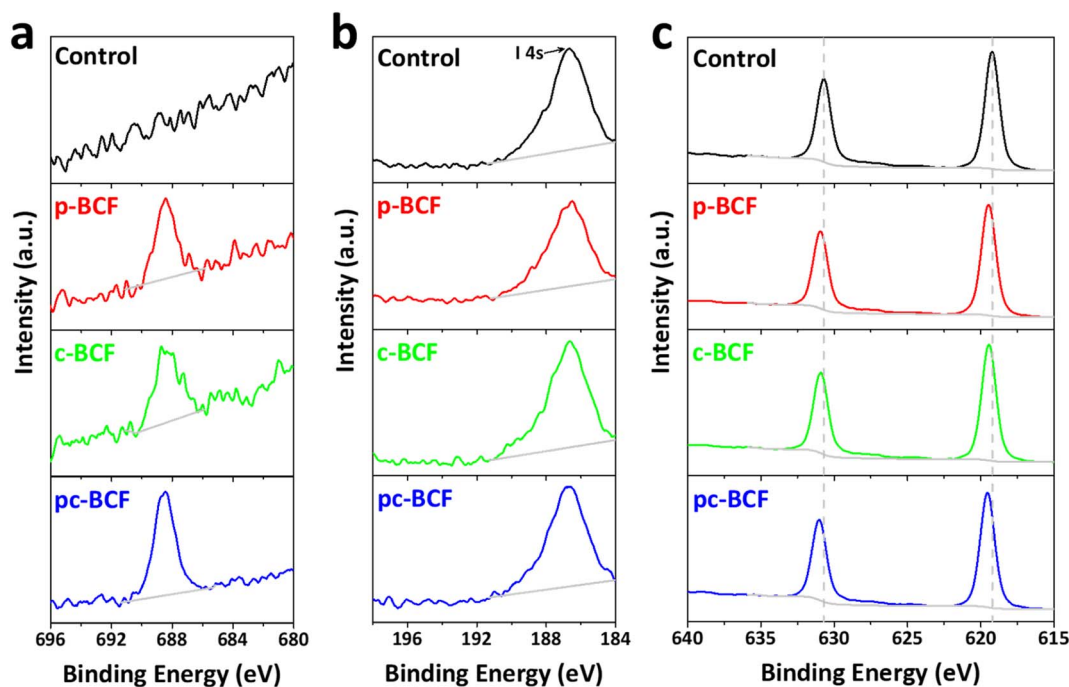 a
Control
p-BCF
c-BCF
pc-BCF
Intensity (a.u.)
696 692 688 684 680
Binding Energy (eV)
b
Control
I 4s
p-BCF
c-BCF
pc-BCF
Intensity (a.u.)
196 192 188 184
Binding Energy (eV)
c
Control
p-BCF
c-BCF
pc-BCF
Intensity (a.u.)
640 635 630 625 620 615
Binding Energy (eV)